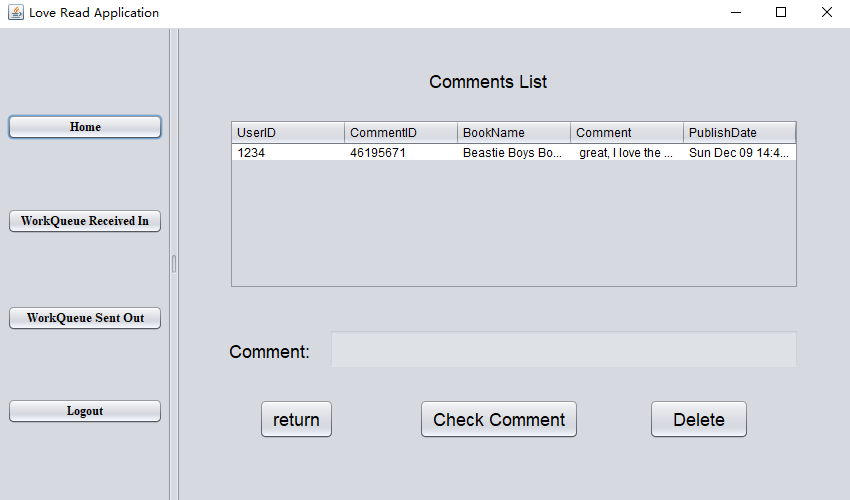 Love Read Application
Home
WorkQueue Received In
WorkQueue Sent Out
Logout
Comments List
UserID CommentID BookName Comment PublishDate
1234 46195671 Beastie Boys Bo... great, I love the ... Sun Dec 09 14:4...
Comment:
return Check Comment Delete